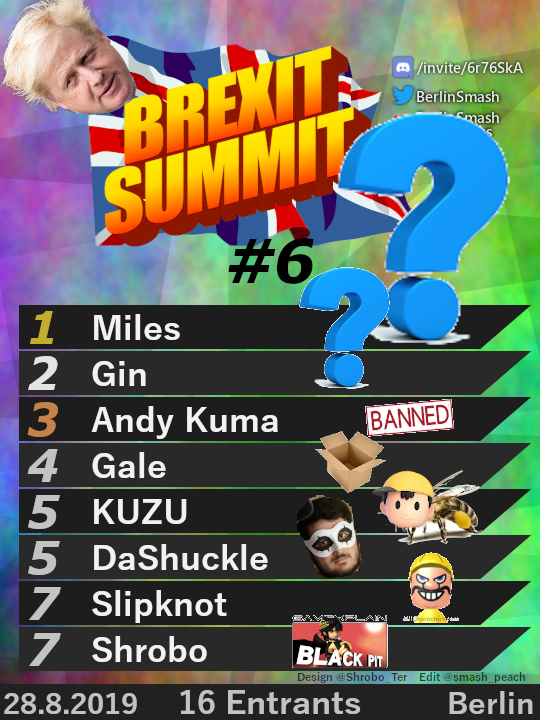 /invite/6r76SkA
BerlinSmash
BREXIT
SUMMIT
#6
1 Miles
2 Gin
3 Andy Kuma
BANNED
4 Gale
5 KUZU
5 DaShuckle
7 Slipknot
7 Shrobo
GAMEXPLAIN
BLACK PIT
Design @Shrobo_Ter Edit @smash_peach
28.8.2019 16 Entrants Berlin